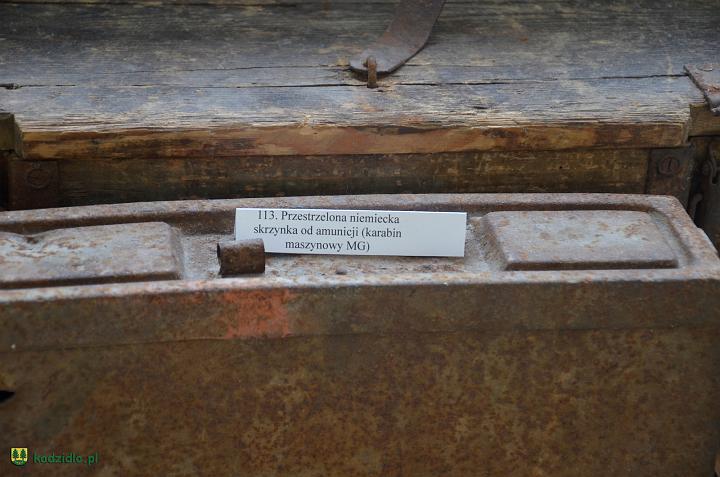 113. Przestrzelona niemiecka
skrzynka od amunicji (karabin
maszynowy MG)
kadzidlo.pl